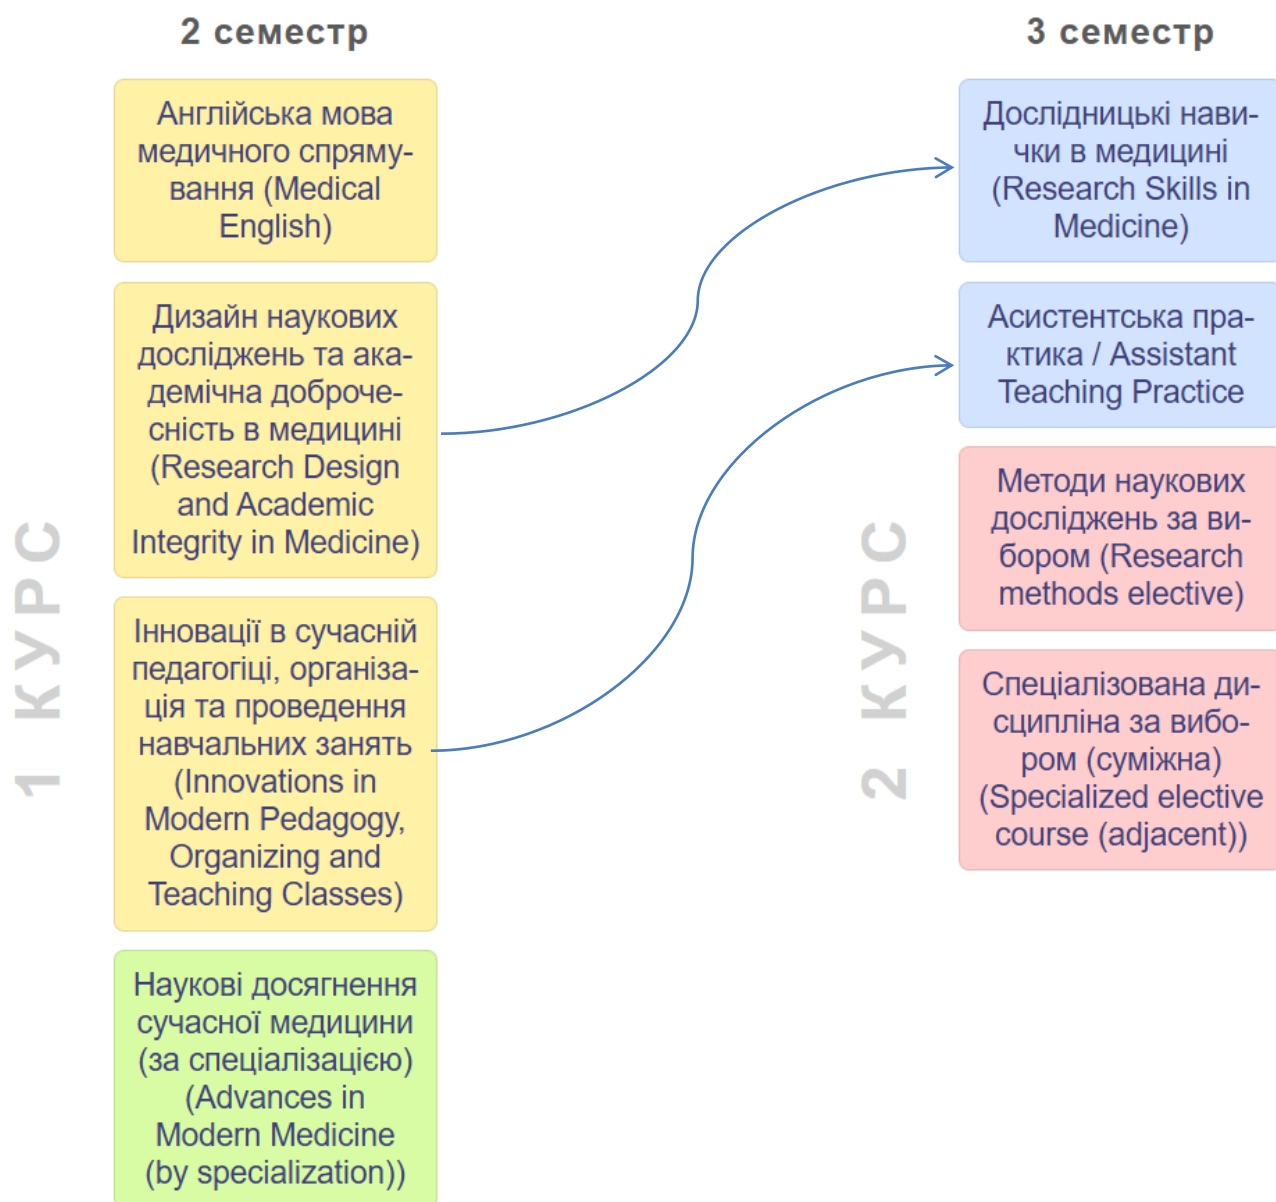 2 семестр
Англійська мова
медичного спряму-
вання (Medical
English)
Дизайн наукових
досліджень та ака-
демічна доброче-
сність в медицині
(Research Design
and Academic
Integrity in Medicine)
Інновації в сучасній
педагогіці, організа-
ція та проведення
навчальних занять
(Innovations in
Modern Pedagogy,
Organizing and
Teaching Classes)
Наукові досягнення
сучасної медицини
(за спеціалізацією)
(Advances in
Modern Medicine
(by specialization))
1 КУРС
3 семестр
Дослідницькі нави-
чки в медицині
(Research Skills in
Medicine)
Асистентська пра-
ктика / Assistant
Teaching Practice
Методи наукових
досліджень за ви-
бором (Research
methods elective)
Спеціалізована ди-
сципліна за вибо-
ром (суміжна)
(Specialized elective
course (adjacent))
2 КУРС